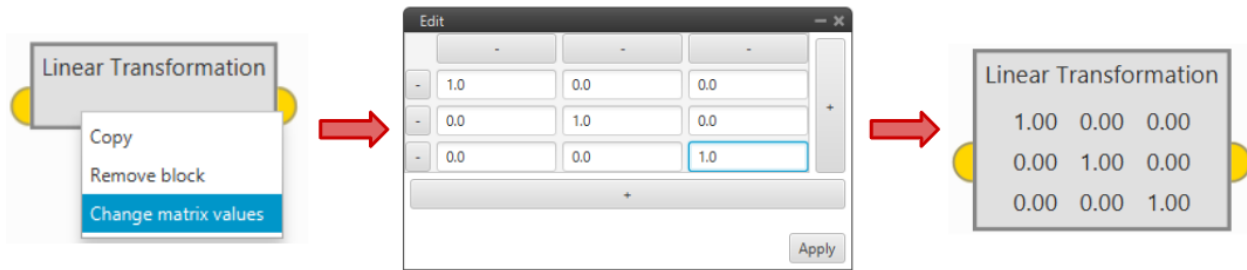 Linear Transformation
Copy
Remove block
Change matrix values
Edit
- - -
- 1.0 0.0 0.0
- 0.0 1.0 0.0
- 0.0 0.0 1.0
+
+
Apply
Linear Transformation
1.00 0.00 0.00
0.00 1.00 0.00
0.00 0.00 1.00